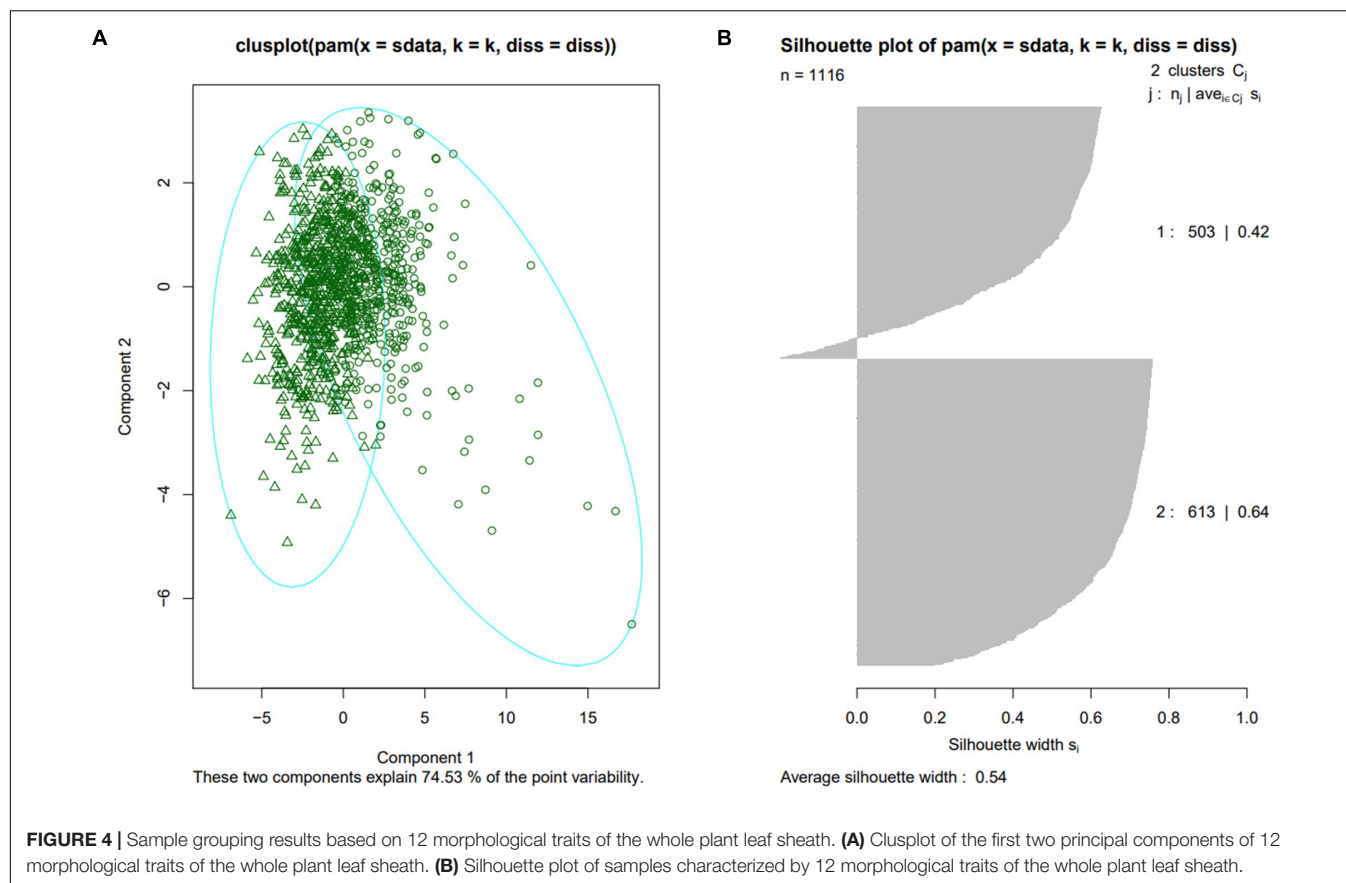 A
clusplot(pam(x = sdata, k = k, diss = diss))
Component 2
2
0
−2
−4
−6
−5 0 5 10 15
Component 1
These two components explain 74.53 % of the point variability.
B
Silhouette plot of pam(x = sdata, k = k, diss = diss)
n = 1116
2 clusters Cj
j : nj | avei∈Cj si
1 : 503 | 0.42
2 : 613 | 0.64
0.0 0.2 0.4 0.6 0.8 1.0
Silhouette width si
Average silhouette width : 0.54
FIGURE 4 | Sample grouping results based on 12 morphological traits of the whole plant leaf sheath. (A) Clusplot of the first two principal components of 12
morphological traits of the whole plant leaf sheath. (B) Silhouette plot of samples characterized by 12 morphological traits of the whole plant leaf sheath.